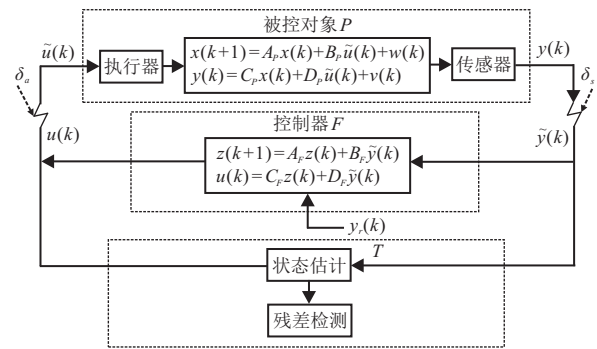 被控对象P
ũ(k)
执行器
x(k+1)=A_P x(k)+B_P ũ(k)+w(k)
y(k)=C_P x(k)+D_P ũ(k)+v(k)
传感器
y(k)
δ_a
δ_s
u(k)
ỹ(k)
控制器F
z(k+1)=A_F z(k)+B_F ỹ(k)
u(k)=C_F z(k)+D_F ỹ(k)
y_r(k)
T
状态估计
残差检测